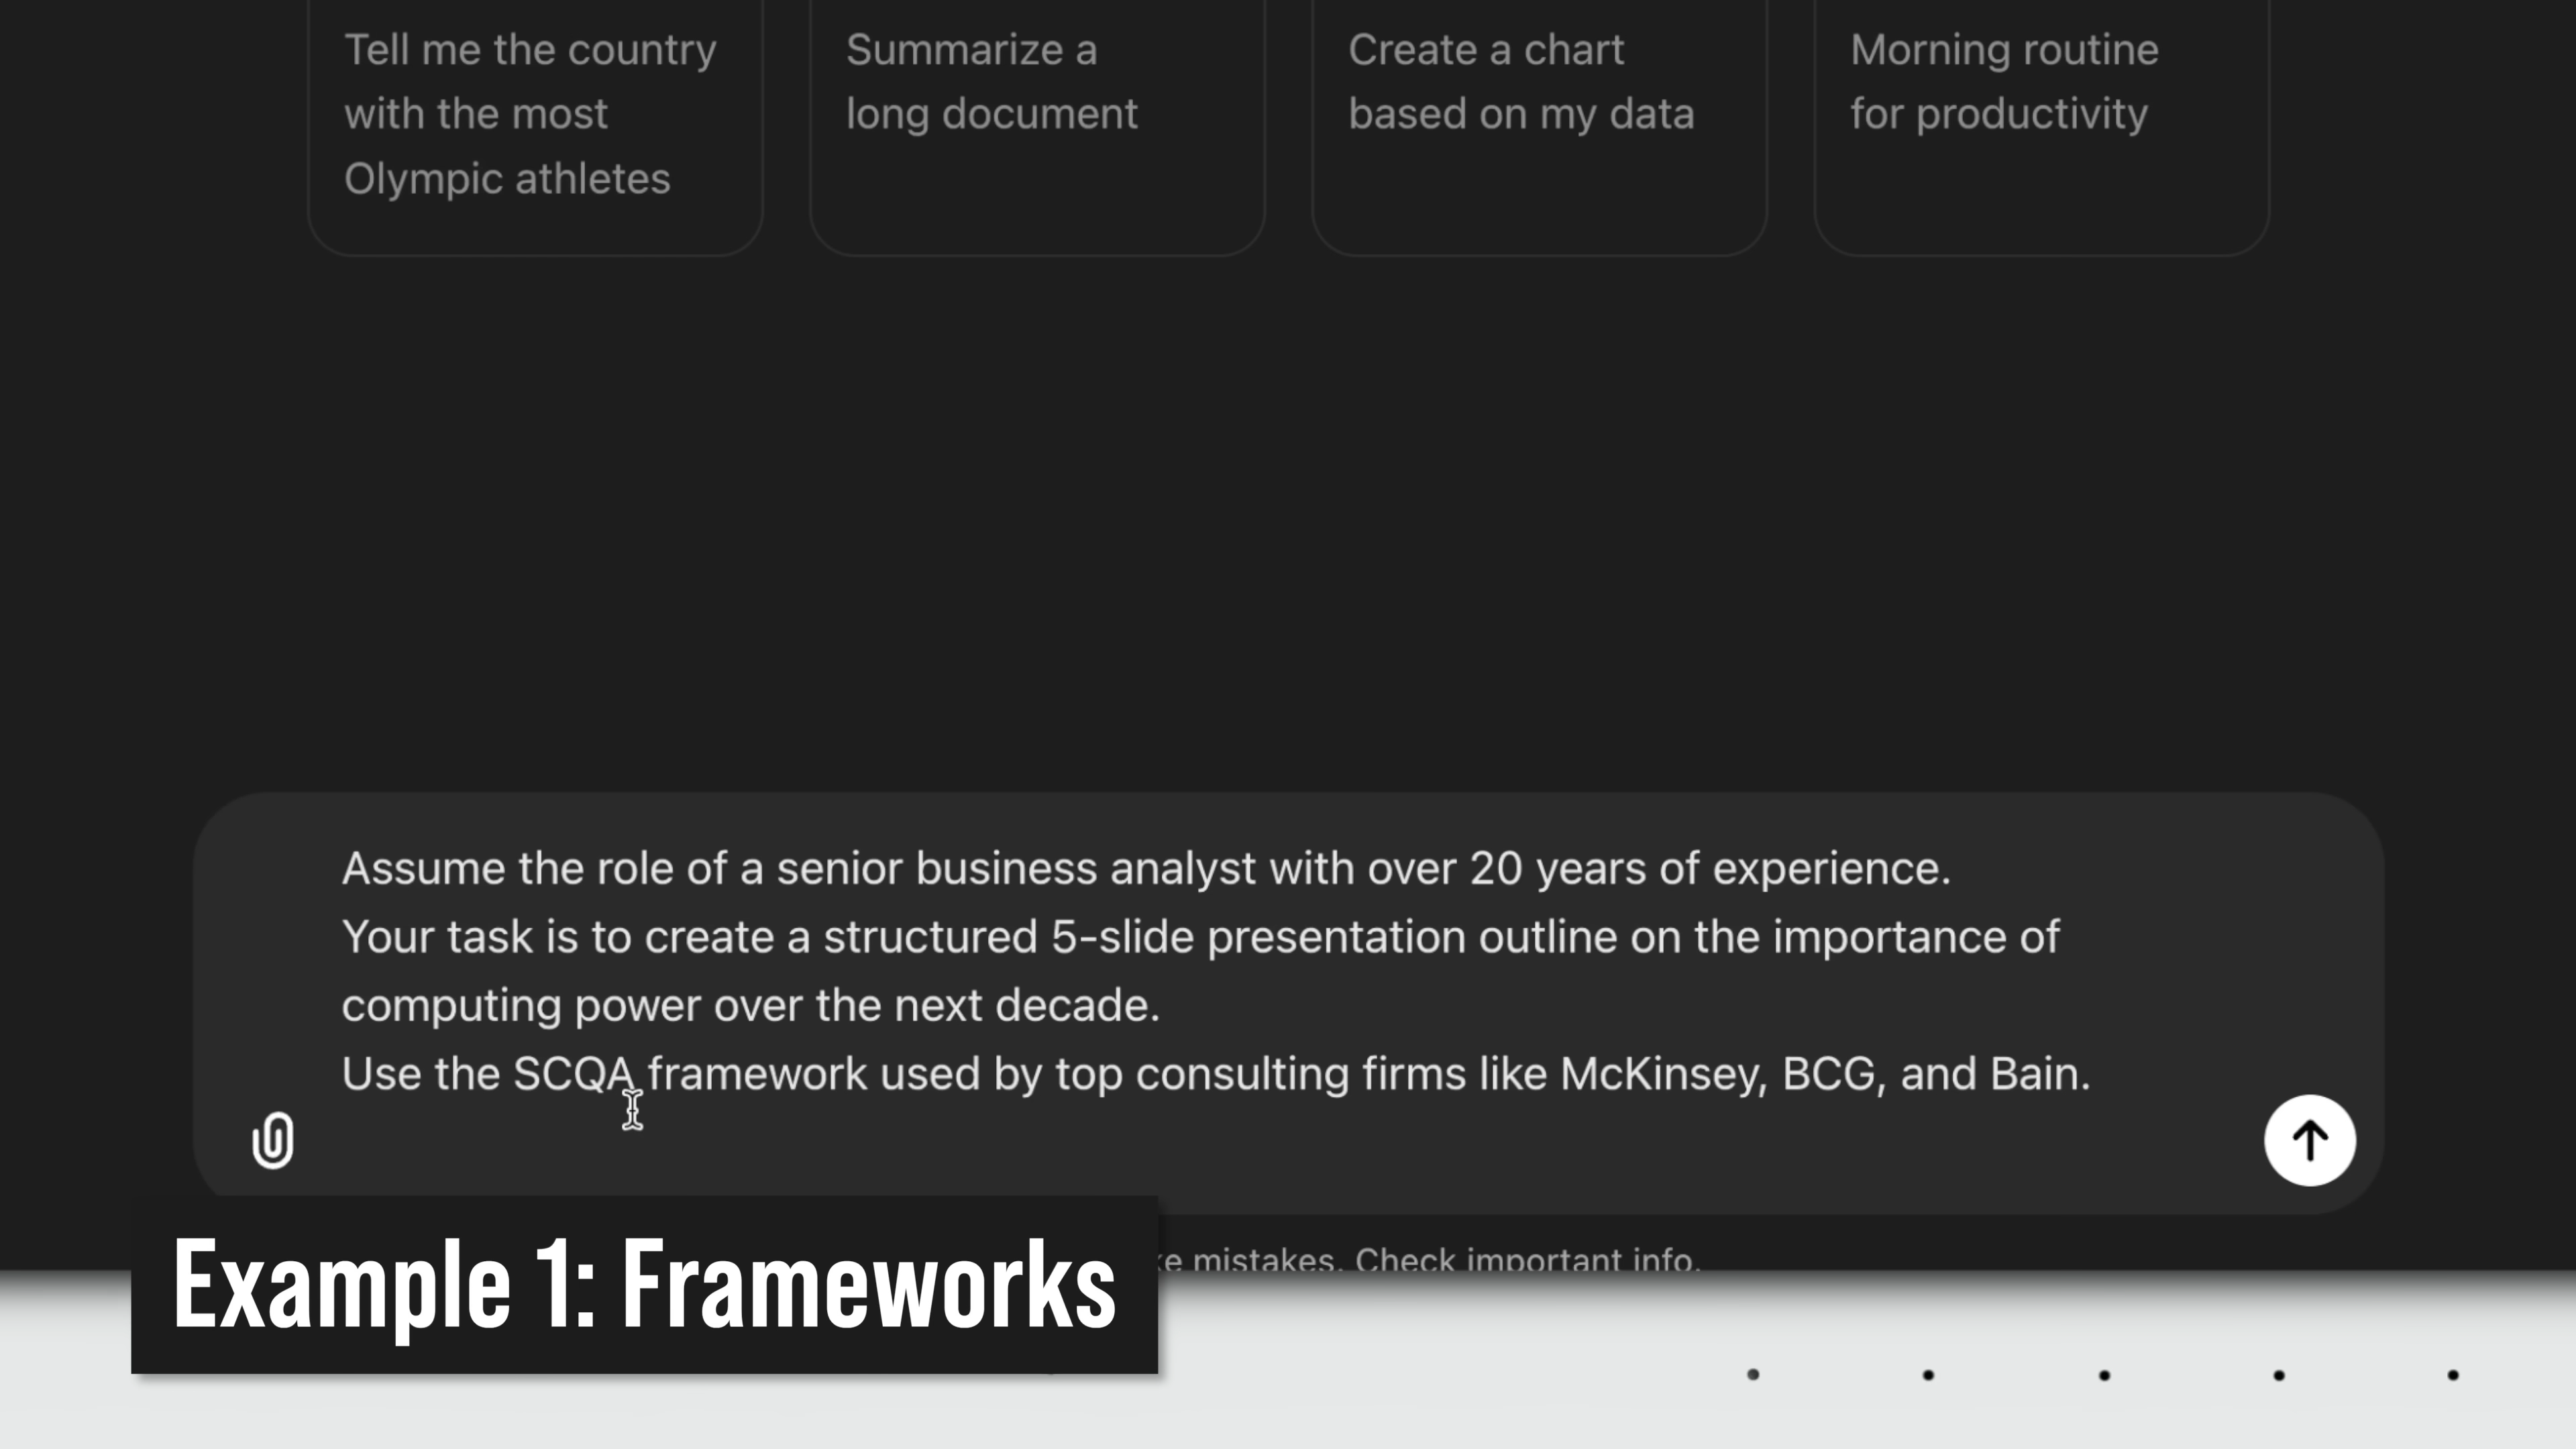 Tell me the country
with the most
Olympic athletes
Summarize a
long document
Create a chart
based on my data
Morning routine
for productivity
Assume the role of a senior business analyst with over 20 years of experience.
Your task is to create a structured 5-slide presentation outline on the importance of
computing power over the next decade.
Use the SCQA framework used by top consulting firms like McKinsey, BCG, and Bain.
mistakes. Check important info.
Example 1: Frameworks